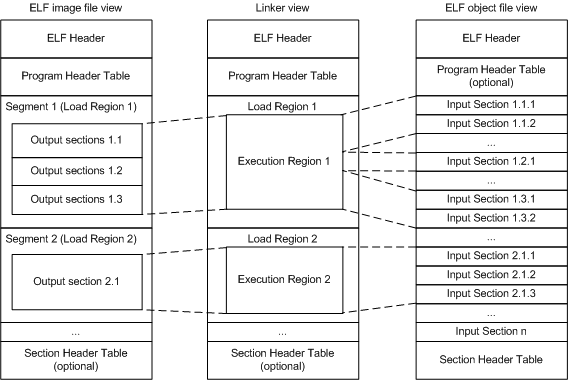 ELF image file view
ELF Header
Program Header Table
Segment 1 (Load Region 1)
Output sections 1.1
Output sections 1.2
Output sections 1.3
Segment 2 (Load Region 2)
Output section 2.1
...
Section Header Table
(optional)
Linker view
ELF Header
Program Header Table
Load Region 1
Execution Region 1
Load Region 2
Execution Region 2
...
Section Header Table
(optional)
ELF object file view
ELF Header
Program Header Table
(optional)
Input Section 1.1.1
Input Section 1.1.2
...
Input Section 1.2.1
...
Input Section 1.3.1
Input Section 1.3.2
...
Input Section 2.1.1
Input Section 2.1.2
Input Section 2.1.3
...
Input Section n
Section Header Table